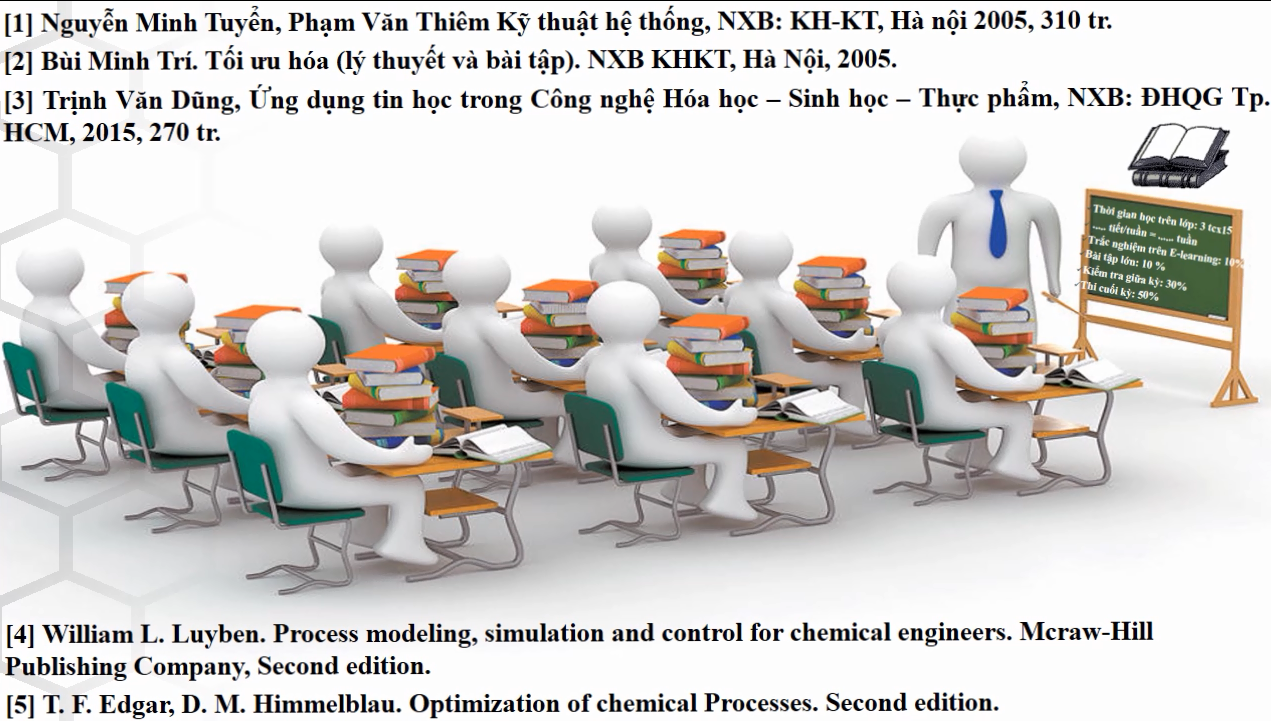 [1] Nguyễn Minh Tuyển, Phạm Văn Thiêm Kỹ thuật hệ thống, NXB: KH-KT, Hà nội 2005, 310 tr.
[2] Bùi Minh Trí. Tối ưu hóa (lý thuyết và bài tập). NXB KHKT, Hà Nội, 2005.
[3] Trịnh Văn Dũng, Ứng dụng tin học trong Công nghệ Hóa học – Sinh học – Thực phẩm, NXB: ĐHQG Tp.
HCM, 2015, 270 tr.
Thời gian học trên lớp: 3 tcx15
..... tiết/tuần = ...... tuần
Trắc nghiệm trên E-learning: 10%
Bài tập lớn: 10 %
Kiểm tra giữa kỳ: 30%
Thi cuối kỳ: 50%
[4] William L. Luyben. Process modeling, simulation and control for chemical engineers. Mcraw-Hill
Publishing Company, Second edition.
[5] T. F. Edgar, D. M. Himmelblau. Optimization of chemical Processes. Second edition.